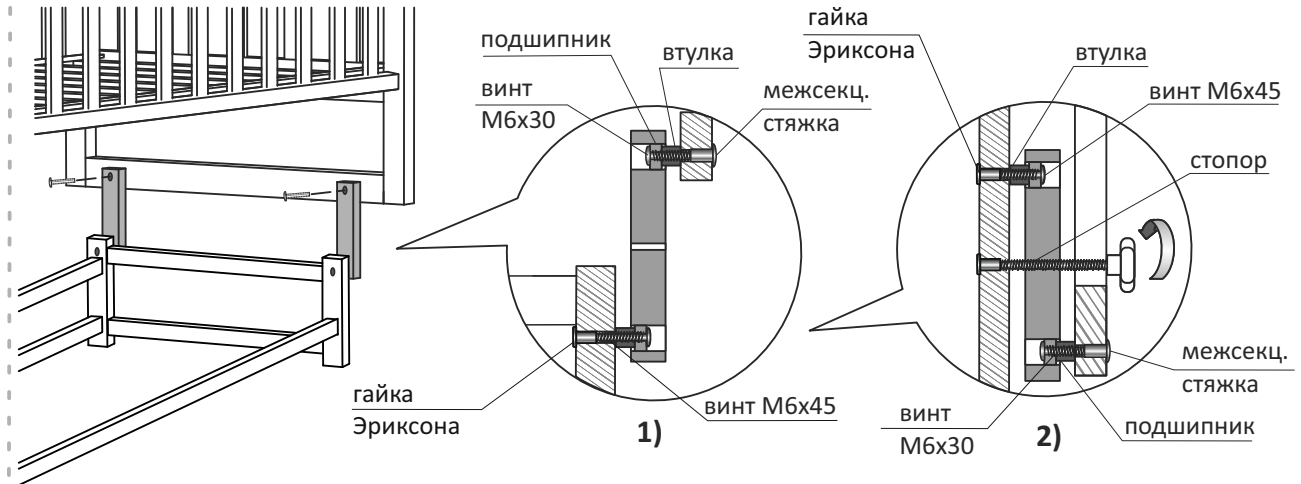 подшипник
втулка
винт
М6х30
межсекц.
стяжка
гайка
Эриксона
винт М6х45
1)
гайка
Эриксона
втулка
винт М6х45
стопор
межсекц.
стяжка
винт
М6х30
подшипник
2)